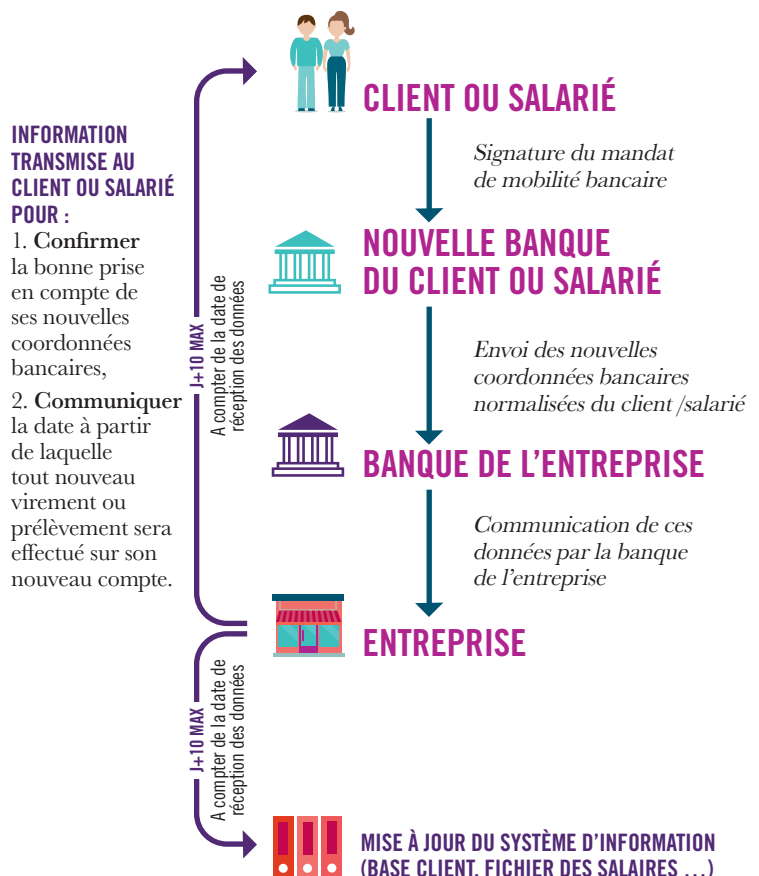 CLIENT OU SALARIÉ
Signature du mandat
de mobilité bancaire
NOUVELLE BANQUE
DU CLIENT OU SALARIÉ
Envoi des nouvelles
coordonnées bancaires
normalisées du client /salarié
BANQUE DE L’ENTREPRISE
Communication de ces
données par la banque
de l’entreprise
ENTREPRISE
INFORMATION
TRANSMISE AU
CLIENT OU SALARIÉ
POUR :
1. Confirmer
la bonne prise
en compte de
ses nouvelles
coordonnées
bancaires,
2. Communiquer
la date à partir
de laquelle
tout nouveau
virement ou
prélèvement sera
effectué sur son
nouveau compte.
J+10 MAX
A compter de la date de
réception des données
J+10 MAX
A compter de la date de
réception des données
MISE À JOUR DU SYSTÈME D’INFORMATION
(BASE CLIENT, FICHIER DES SALAIRES …)